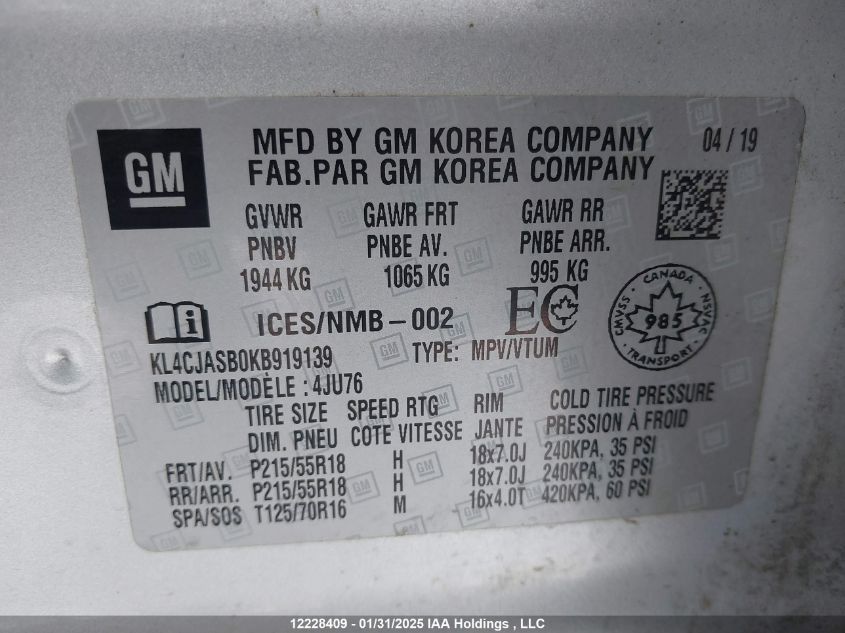 GM
MFD BY GM KOREA COMPANY 04 / 19
FAB.PAR GM KOREA COMPANY
GVWR GAWR FRT GAWR RR
PNBV PNBE AV. PNBE ARR.
1944 KG 1065 KG 995 KG
i ICES/NMB-002 EC
CANADA CMVSS NSVAC 985
KL4CJASB0KB919139 TYPE: MPV/VTUM
MODEL/MODÈLE : 4JU76
TIRE SIZE SPEED RTG RIM COLD TIRE PRESSURE
DIM. PNEU COTE VITESSE JANTE PRESSION À FROID
FRT/AV. P215/55R18 H 18x7.0J 240KPA, 35 PSI
RR/ARR. P215/55R18 H 18x7.0J 240KPA, 35 PSI
SPA/SOS T125/70R16 M 16x4.0T 420KPA, 60 PSI
12228409 - 01/31/2025 IAA Holdings , LLC